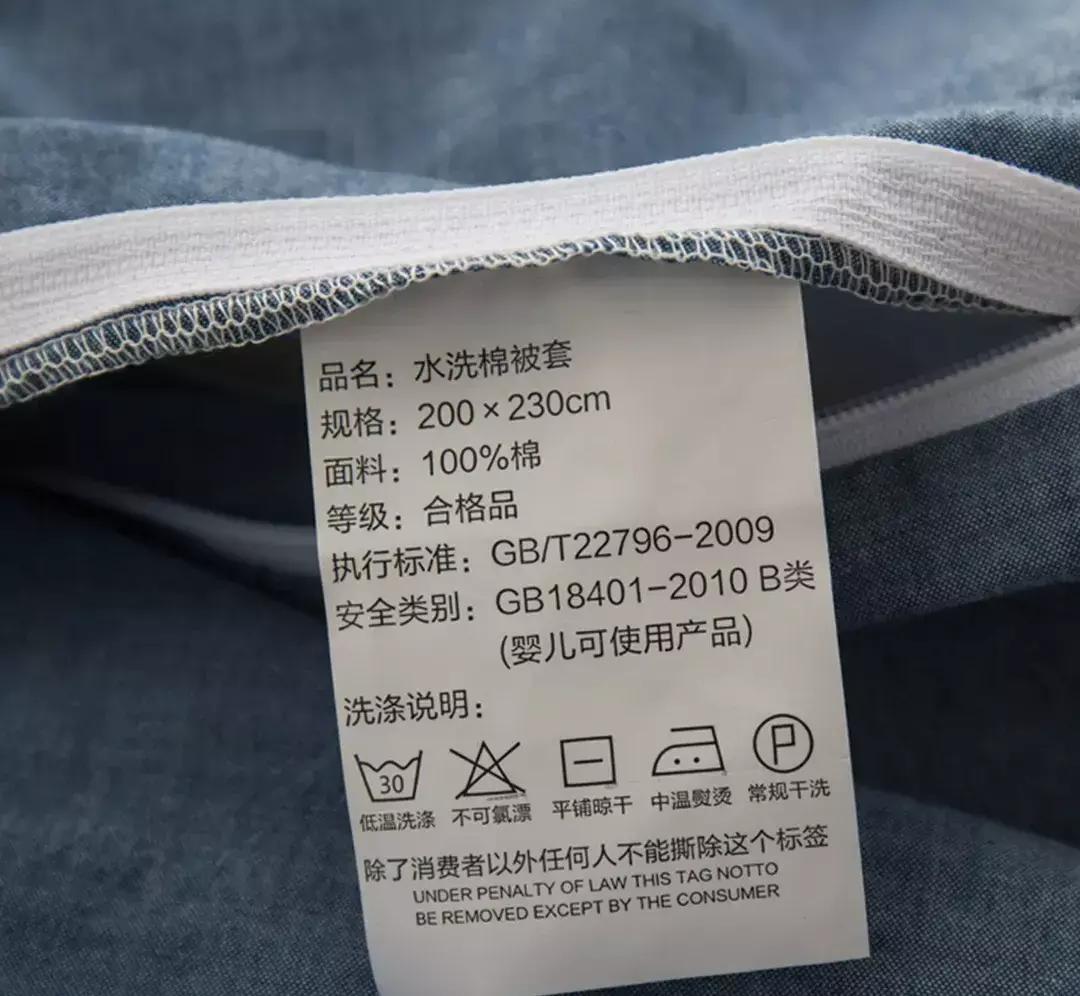 品名：水洗棉被套
规格：200×230cm
面料：100%棉
等级：合格品
执行标准：GB/T22796-2009
安全类别：GB18401-2010 B类
(婴儿可使用产品)
洗涤说明：
30 P
低温洗涤 不可氯漂 平铺晾干 中温熨烫 常规干洗
除了消费者以外任何人不能撕除这个标签
UNDER PENALTY OF LAW THIS TAG NOTTO
BE REMOVED EXCEPT BY THE CONSUMER